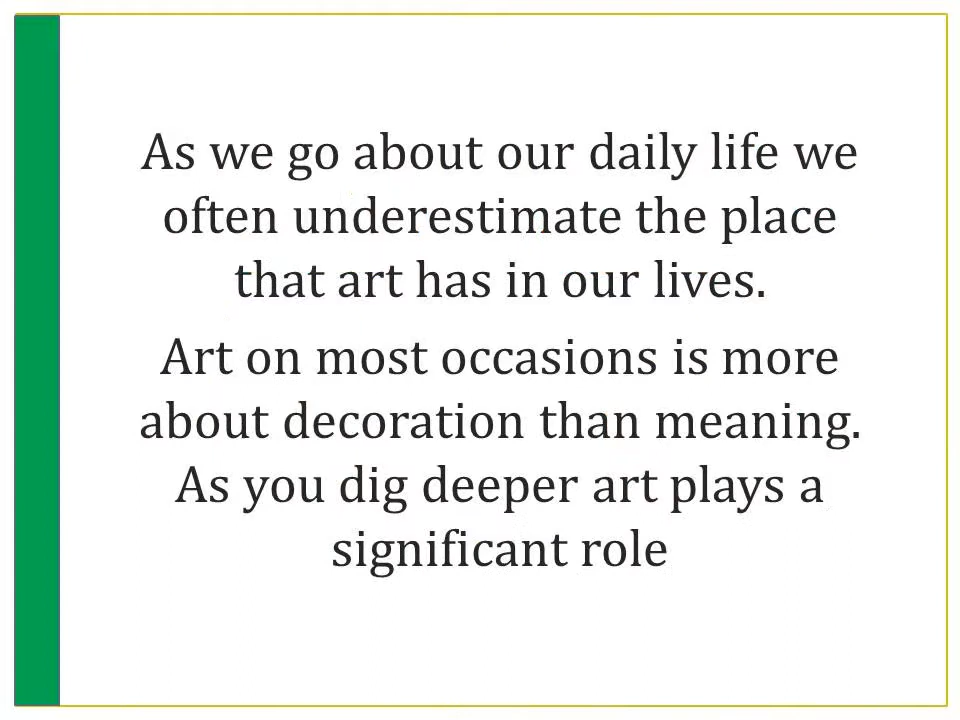 As we go about our daily life we
often underestimate the place
that art has in our lives.
Art on most occasions is more
about decoration than meaning.
As you dig deeper art plays a
significant role